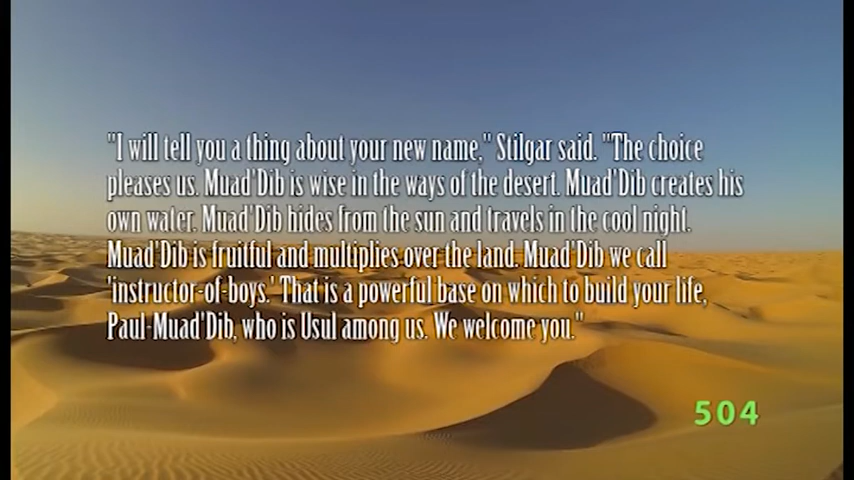 "I will tell you a thing about your new name," Stilgar said. "The choice
pleases us. Muad'Dib is wise in the ways of the desert. Muad'Dib creates his
own water. Muad'Dib hides from the sun and travels in the cool night.
Muad'Dib is fruitful and multiplies over the land. Muad'Dib we call
'instructor-of-boys.' That is a powerful base on which to build your life,
Paul-Muad'Dib, who is Usul among us. We welcome you."
504